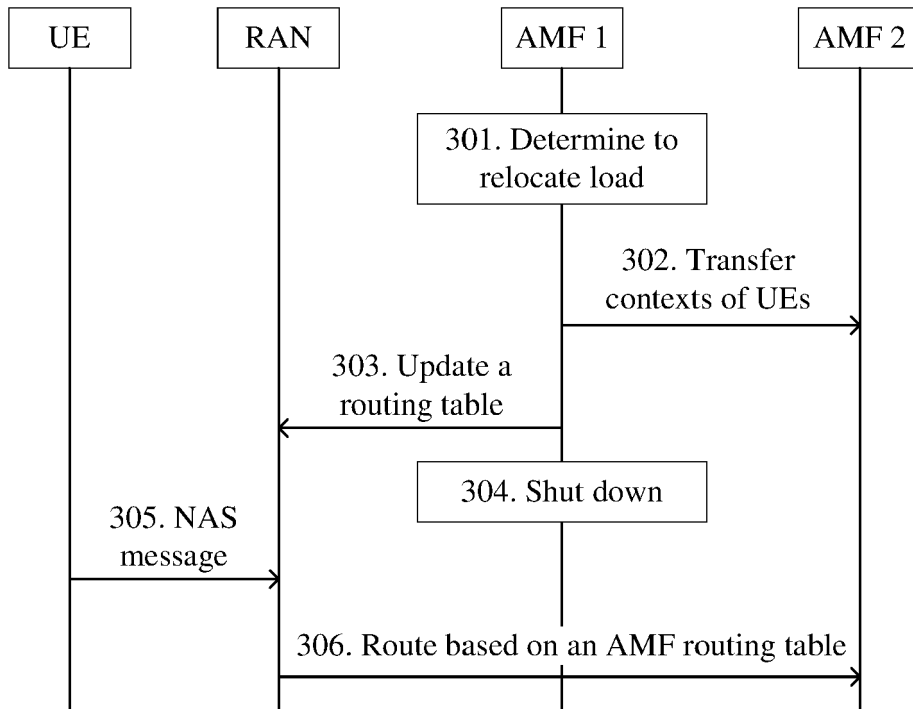 UE
RAN
AMF 1
AMF 2
301. Determine to
relocate load
302. Transfer
contexts of UEs
303. Update a
routing table
304. Shut down
305. NAS
message
306. Route based on an AMF routing table